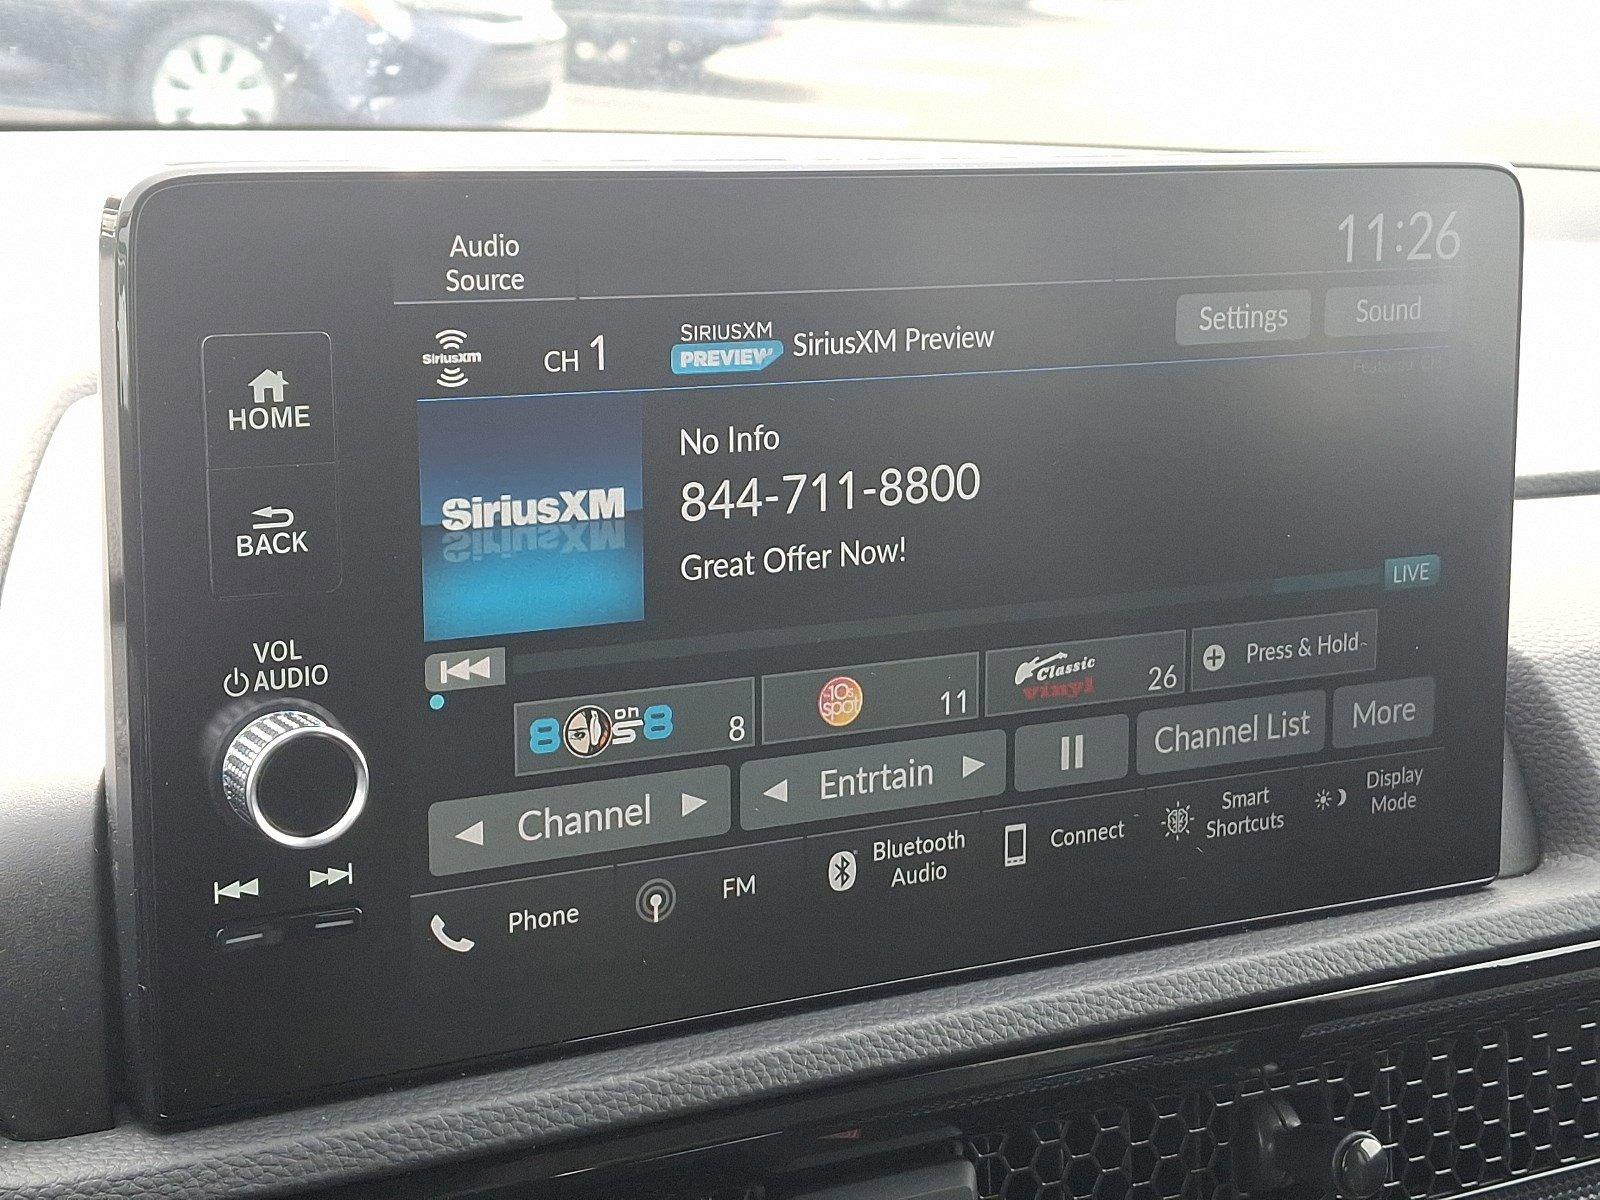 Audio
Source
11:26
SiriusXM
CH 1
SIRIUSXM
PREVIEW
SiriusXM Preview
Settings
Sound
HOME
BACK
SiriusXM
No Info
844-711-8800
Great Offer Now!
LIVE
VOL
AUDIO
8 on 8
8
10s
spot
11
Classic
vinyl
26
Press & Hold
Channel
Entrtain
Channel List
More
Phone
FM
Bluetooth
Audio
Connect
Smart
Shortcuts
Display
Mode